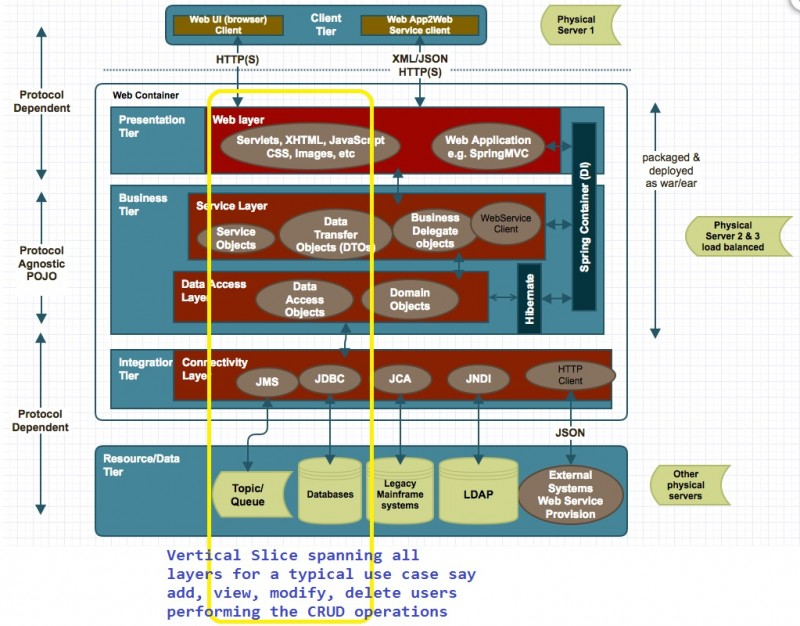 Web UI (browser)
Client
Client
Tier
Web App2Web
Service client
Physical
Server 1
HTTP(S)
XML/JSON
HTTP(S)
Protocol
Dependent
Web Container
Presentation
Tier
Web layer
Servlets, XHTML, JavaScript
CSS, Images, etc
Web Application
e.g. SpringMVC
packaged &
deployed
as war/ear
Spring Container (DI)
Business
Tier
Service Layer
Service
Objects
Data
Transfer
Objects (DTOs)
Business
Delegate
objects
WebService
Client
Physical
Server 2 & 3
load balanced
Protocol
Agnostic
POJO
Data Access
Layer
Data
Access
Objects
Domain
Objects
Hibernate
Integration
Tier
Connectivity
Layer
JMS
JDBC
JCA
JNDI
HTTP
Client
Protocol
Dependent
JSON
Resource/Data
Tier
Topic/
Queue
Databases
Legacy
Mainframe
systems
LDAP
External
Systems
Web Service
Provision
Other
physical
servers
Vertical Slice spanning all
layers for a typical use case say
add, view, modify, delete users
performing the CRUD operations